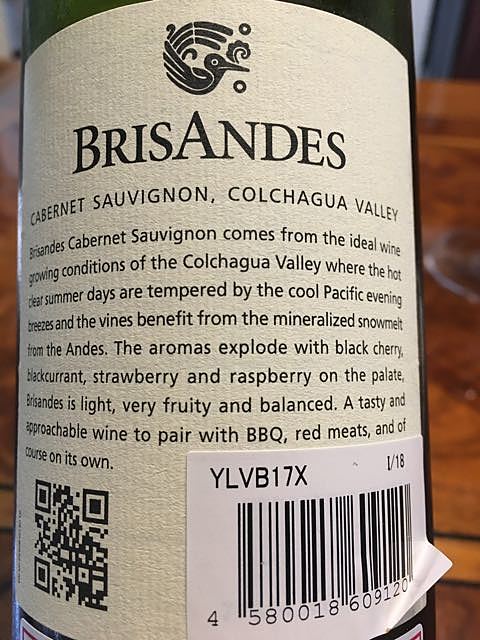 BRISANDES
CABERNET SAUVIGNON, COLCHAGUA VALLEY
Brisandes Cabernet Sauvignon comes from the ideal wine
growing conditions of the Colchagua Valley where the hot
clear summer days are tempered by the cool Pacific evening
breezes and the vines benefit from the mineralized snowmelt
from the Andes. The aromas explode with black cherry,
blackcurrant, strawberry and raspberry on the palate,
Brisandes is light, very fruity and balanced. A tasty and
approachable wine to pair with BBQ, red meats, and of
course on its own.
YLVB17X I/18
4 580018 609120